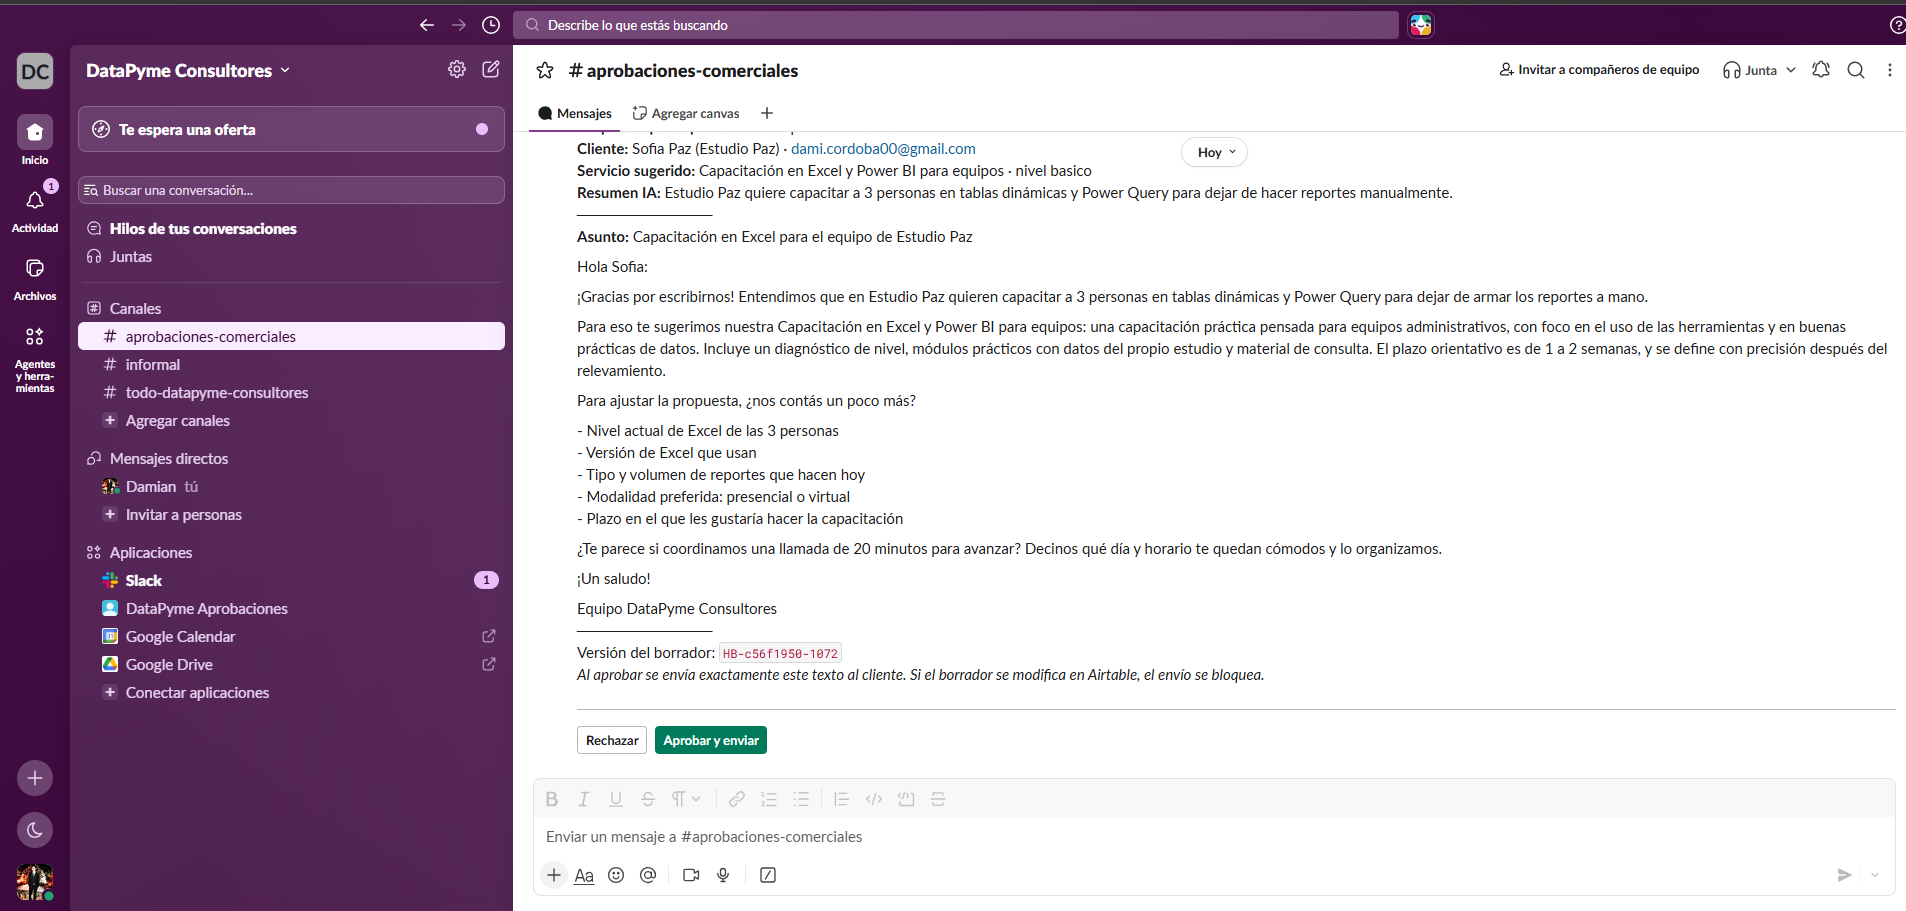 Describe lo que estás buscando
DC
Inicio
1
Actividad
Archivos
Agentes
y herra-
mientas
DataPyme Consultores
Te espera una oferta
Buscar una conversación...
Hilos de tus conversaciones
Juntas
Canales
# aprobaciones-comerciales
# informal
# todo-datapyme-consultores
+ Agregar canales
Mensajes directos
Damian tú
+ Invitar a personas
Aplicaciones
Slack 1
DataPyme Aprobaciones
Google Calendar
Google Drive
+ Conectar aplicaciones
# aprobaciones-comerciales
Invitar a compañeros de equipo
Junta
Mensajes
Agregar canvas
Hoy
Cliente: Sofia Paz (Estudio Paz) · dami.cordoba00@gmail.com
Servicio sugerido: Capacitación en Excel y Power BI para equipos · nivel basico
Resumen IA: Estudio Paz quiere capacitar a 3 personas en tablas dinámicas y Power Query para dejar de hacer reportes manualmente.
Asunto: Capacitación en Excel para el equipo de Estudio Paz
Hola Sofia:
¡Gracias por escribirnos! Entendimos que en Estudio Paz quieren capacitar a 3 personas en tablas dinámicas y Power Query para dejar de armar los reportes a mano.
Para eso te sugerimos nuestra Capacitación en Excel y Power BI para equipos: una capacitación práctica pensada para equipos administrativos, con foco en el uso de las herramientas y en buenas
prácticas de datos. Incluye un diagnóstico de nivel, módulos prácticos con datos del propio estudio y material de consulta. El plazo orientativo es de 1 a 2 semanas, y se define con precisión después del
relevamiento.
Para ajustar la propuesta, ¿nos contás un poco más?
- Nivel actual de Excel de las 3 personas
- Versión de Excel que usan
- Tipo y volumen de reportes que hacen hoy
- Modalidad preferida: presencial o virtual
- Plazo en el que les gustaría hacer la capacitación
¿Te parece si coordinamos una llamada de 20 minutos para avanzar? Decinos qué día y horario te quedan cómodos y lo organizamos.
¡Un saludo!
Equipo DataPyme Consultores
Versión del borrador: HB-c56f1950-1072
Al aprobar se envía exactamente este texto al cliente. Si el borrador se modifica en Airtable, el envío se bloquea.
Rechazar
Aprobar y enviar
Enviar un mensaje a #aprobaciones-comerciales
Aa